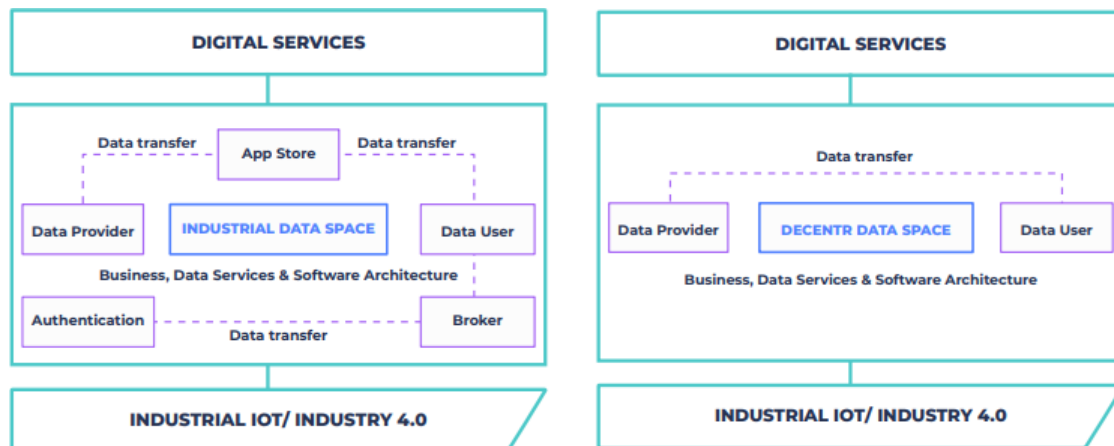 DIGITAL SERVICES
Data transfer
Data transfer
App Store
Data Provider
INDUSTRIAL DATA SPACE
Data User
Business, Data Services & Software Architecture
Authentication
Broker
Data transfer
INDUSTRIAL IOT/ INDUSTRY 4.0
DIGITAL SERVICES
Data transfer
Data Provider
DECENTR DATA SPACE
Data User
Business, Data Services & Software Architecture
INDUSTRIAL IOT/ INDUSTRY 4.0